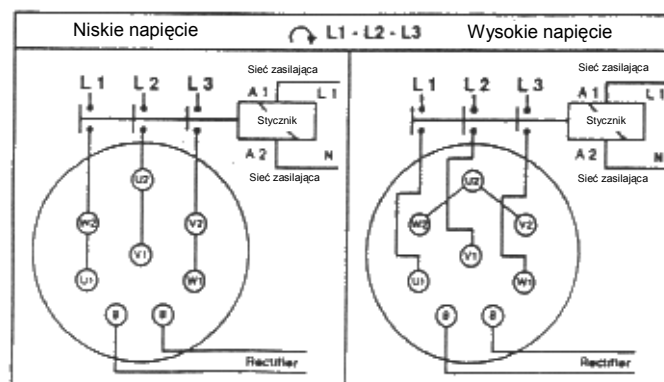 Niskie napięcie
L1 - L2 - L3
Wysokie napięcie
L 1
L 2
L 3
Sieć zasilająca
A 1
L 1
Stycznik
A 2
N
Sieć zasilająca
U2
W2
V2
V1
U1
W1
B
B
Rectifier
L 1
L 2
L 3
Sieć zasilająca
A 1
L 1
Stycznik
A 2
N
Sieć zasilająca
U2
W2
V2
V1
U1
W1
B
B
Rectifier